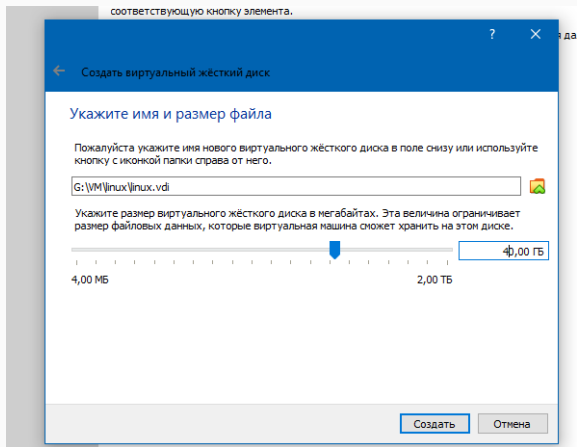 соответствующую кнопку элемента.
? ✕ да
← Создать виртуальный жёсткий диск
Укажите имя и размер файла
Пожалуйста укажите имя нового виртуального жёсткого диска в поле снизу или используйте
кнопку с иконкой папки справа от него.
G:\VM\linux\linux.vdi
Укажите размер виртуального жёсткого диска в мегабайтах. Эта величина ограничивает
размер файловых данных, которые виртуальная машина сможет хранить на этом диске.
40,00 ГБ
4,00 МБ 2,00 ТБ
Создать Отмена